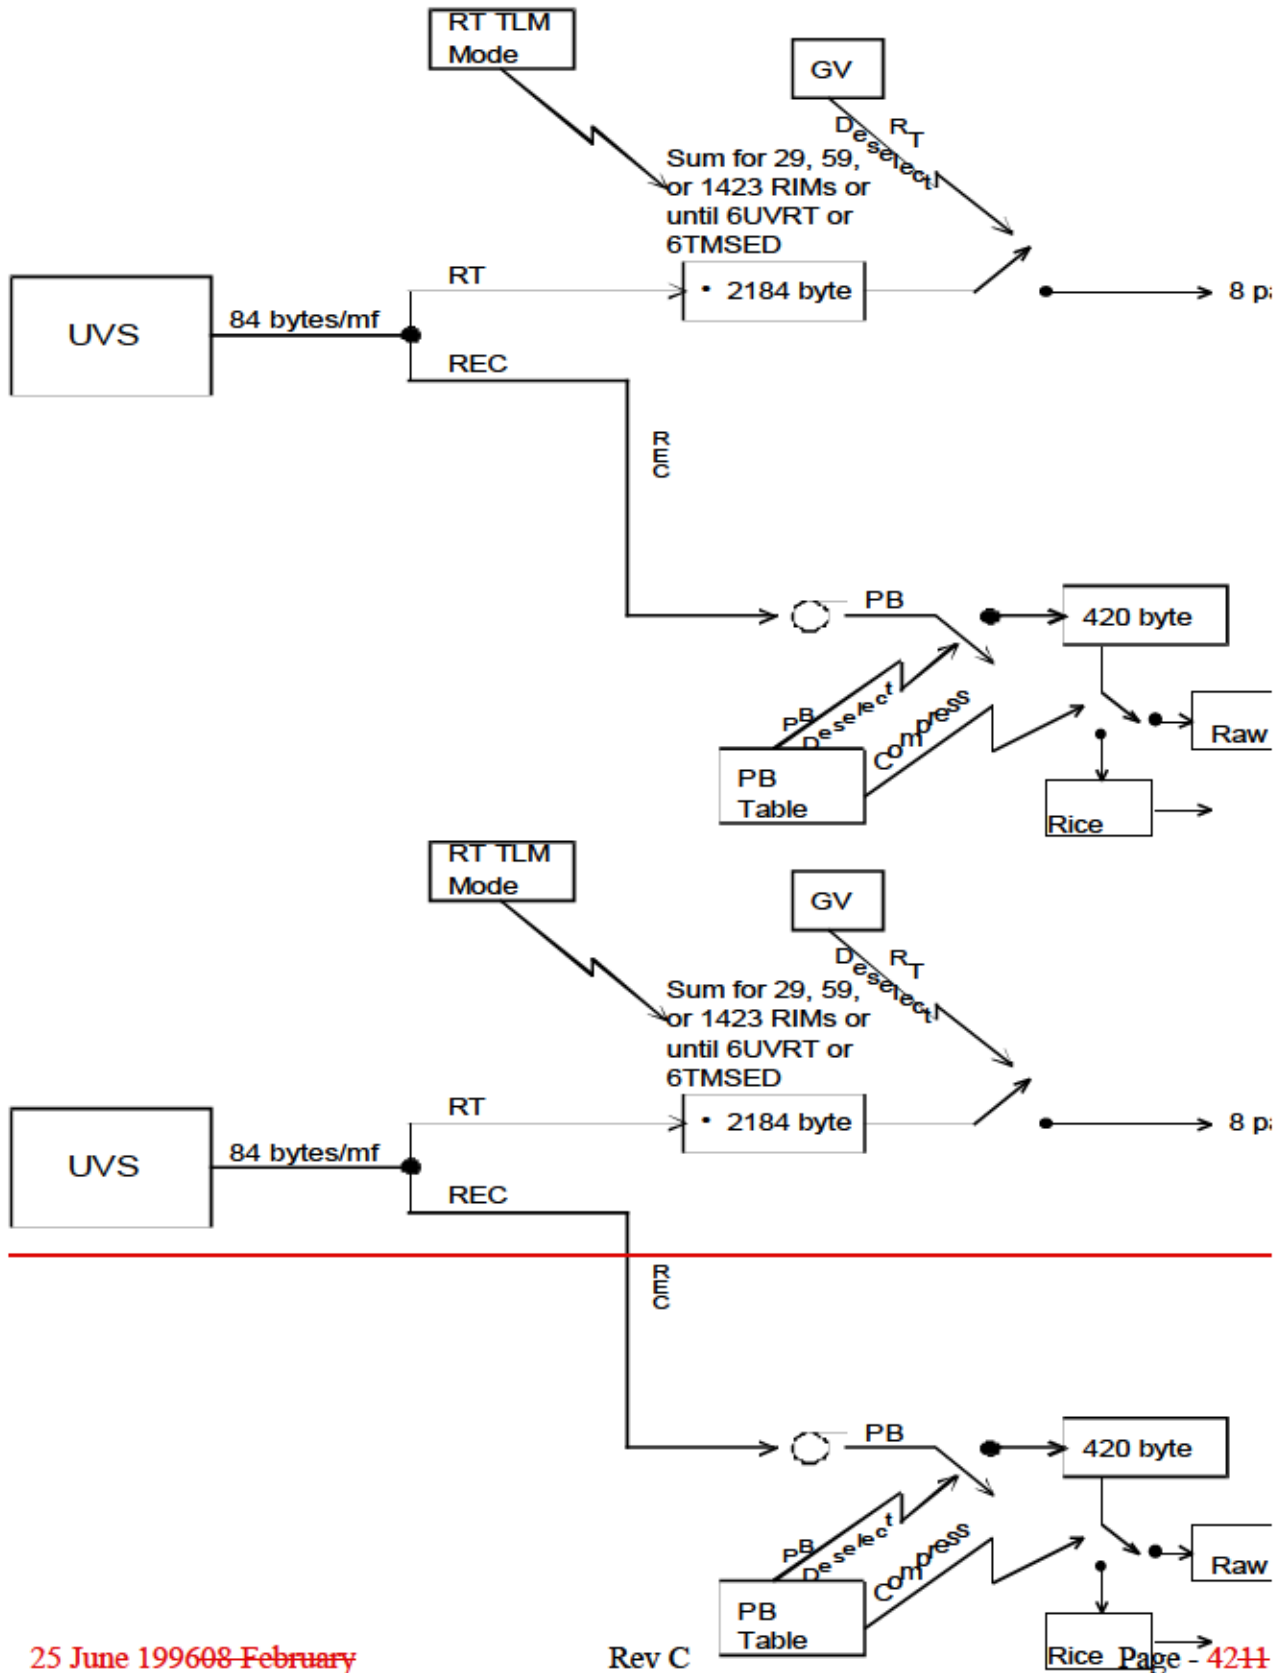 RT TLM
Mode
GV
RT
Deselect
Sum for 29, 59,
or 1423 RIMs or
until 6UVRT or
6TMSED
RT
• 2184 byte
8 pa
UVS
84 bytes/mf
REC
REC
PB
420 byte
PB
Deselect
Compress
Raw
PB
Table
Rice
RT TLM
Mode
GV
RT
Deselect
Sum for 29, 59,
or 1423 RIMs or
until 6UVRT or
6TMSED
RT
• 2184 byte
8 pa
UVS
84 bytes/mf
REC
REC
PB
420 byte
PB
Deselect
Compress
Raw
PB
Table
Rice
25 June 199608 February Rev C Page - 4211